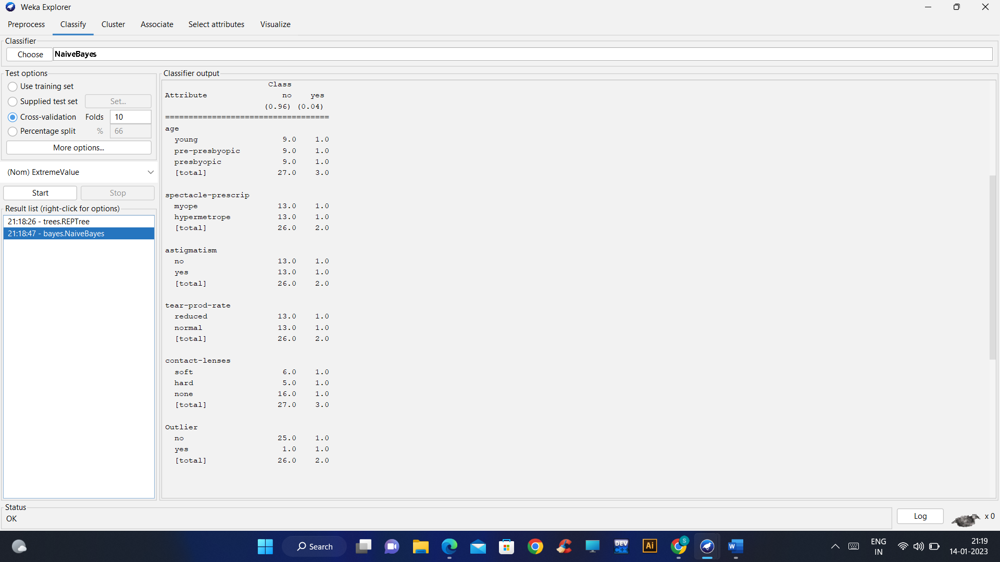 Weka Explorer
Preprocess Classify Cluster Associate Select attributes Visualize
Classifier
Choose NaiveBayes
Test options
Use training set
Supplied test set Set...
Cross-validation Folds 10
Percentage split % 66
More options...
(Nom) ExtremeValue
Start Stop
Result list (right-click for options)
21:18:26 - trees.REPTree
21:18:47 - bayes.NaiveBayes
Classifier output
Class
Attribute no yes
(0.96) (0.04)
===================================
age
young 9.0 1.0
pre-presbyopic 9.0 1.0
presbyopic 9.0 1.0
[total] 27.0 3.0
spectacle-prescrip
myope 13.0 1.0
hypermetrope 13.0 1.0
[total] 26.0 2.0
astigmatism
no 13.0 1.0
yes 13.0 1.0
[total] 26.0 2.0
tear-prod-rate
reduced 13.0 1.0
normal 13.0 1.0
[total] 26.0 2.0
contact-lenses
soft 6.0 1.0
hard 5.0 1.0
none 16.0 1.0
[total] 27.0 3.0
Outlier
no 25.0 1.0
yes 1.0 1.0
[total] 26.0 2.0
Status
OK
Log x 0
Search
DEV C++
Ai
S
W
ENG
IN
21:19
14-01-2023